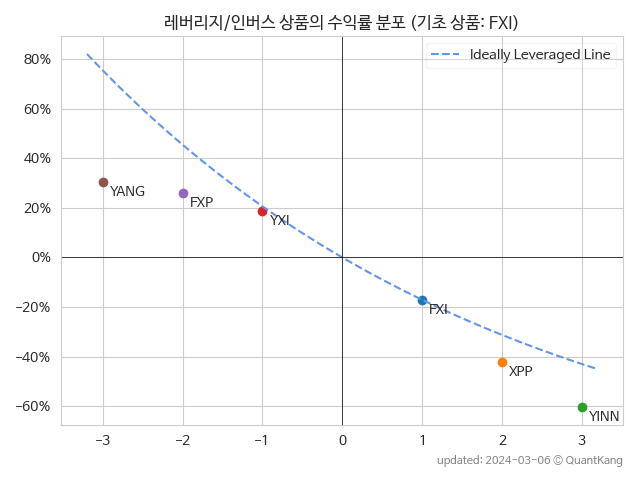 레버리지/인버스 상품의 수익률 분포 (기초 상품: FXI)
Ideally Leveraged Line
80%
60%
40%
20%
0%
−20%
−40%
−60%
YANG
FXP
YXI
FXI
XPP
YINN
−3
−2
−1
0
1
2
3
updated: 2024-03-06 © QuantKang